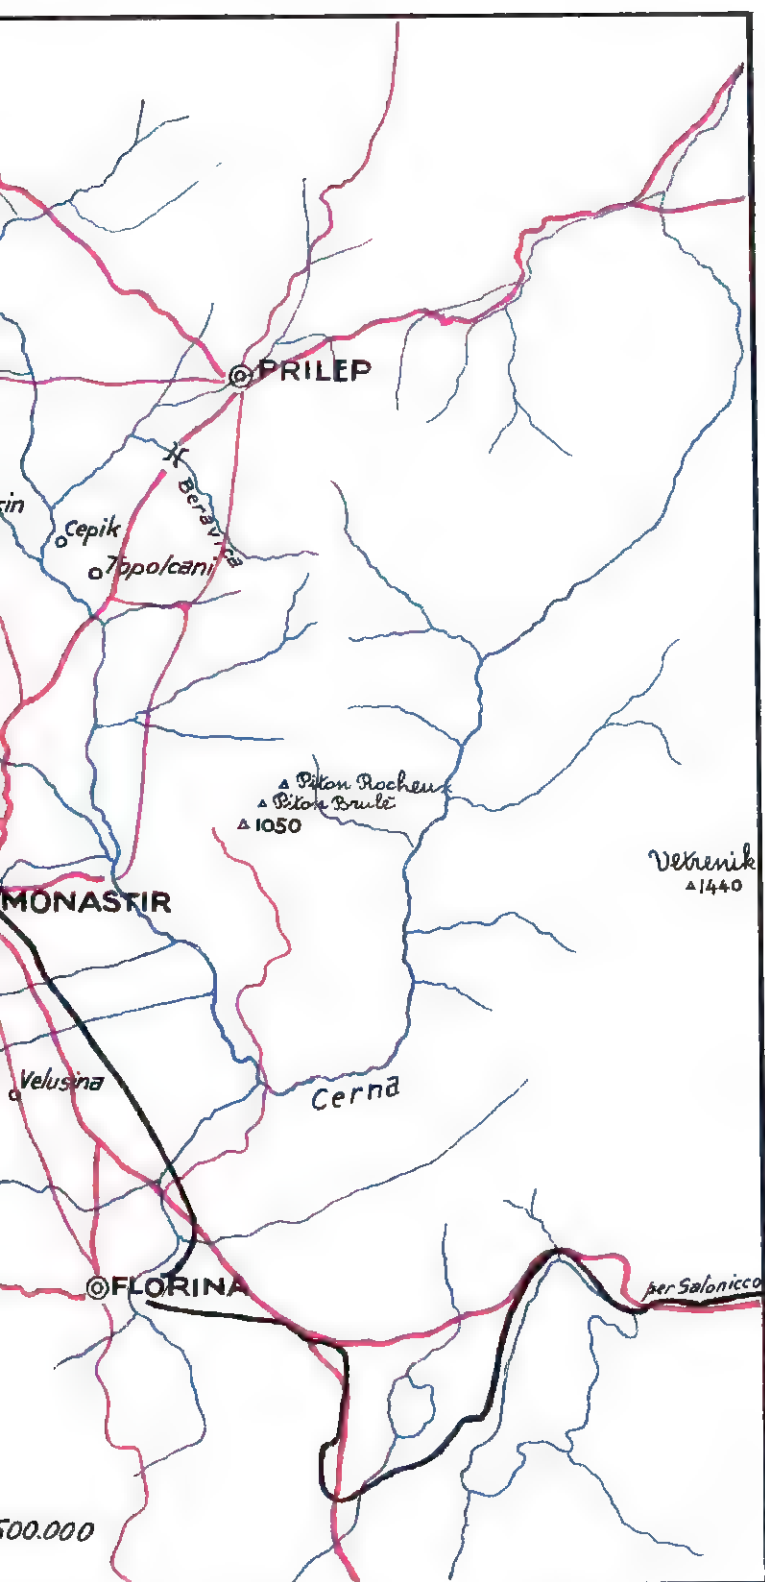 PRILEP
Beravica
Cepik
Topolcani
Piton Rocheux
Piton Brulé
1050
Vetrenik
1440
MONASTIR
Velusina
Cerna
FLORINA
per Salonicco
500.000